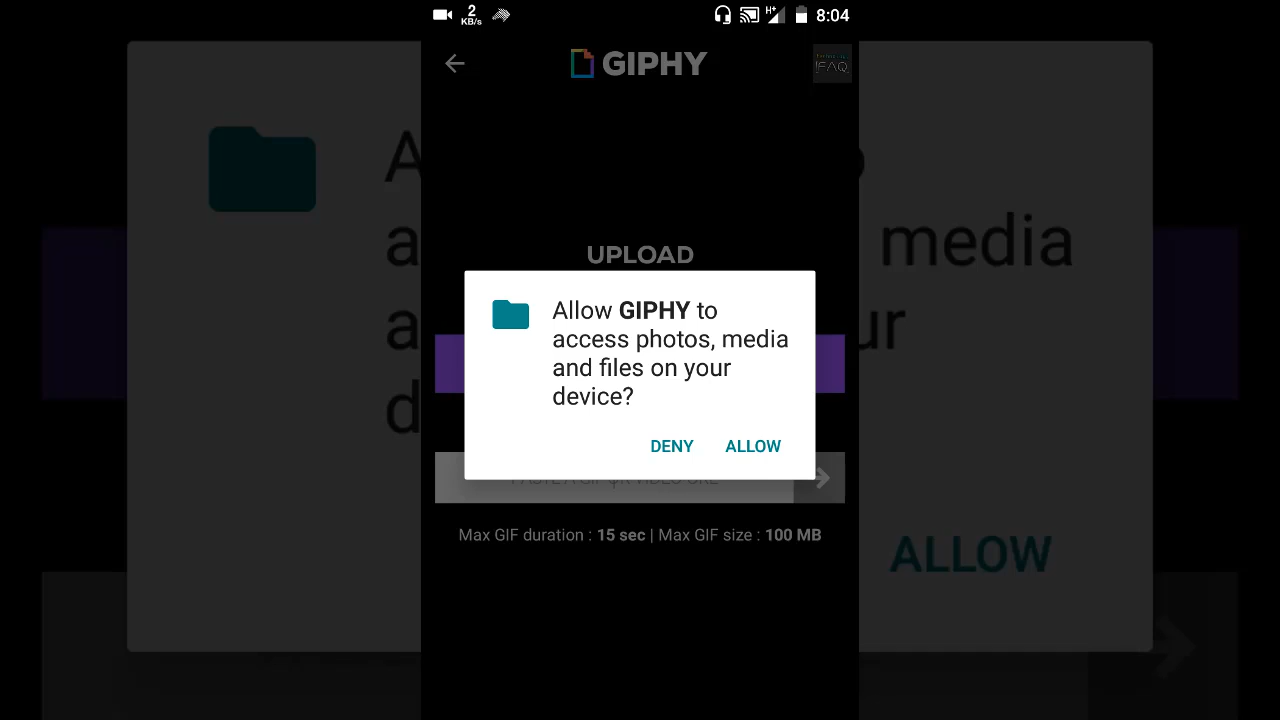 2
KB/s
H+
8:04
GIPHY
FAQ
UPLOAD
Allow GIPHY to
access photos, media
and files on your
device?
DENY ALLOW
Max GIF duration : 15 sec | Max GIF size : 100 MB
media
ALLOW